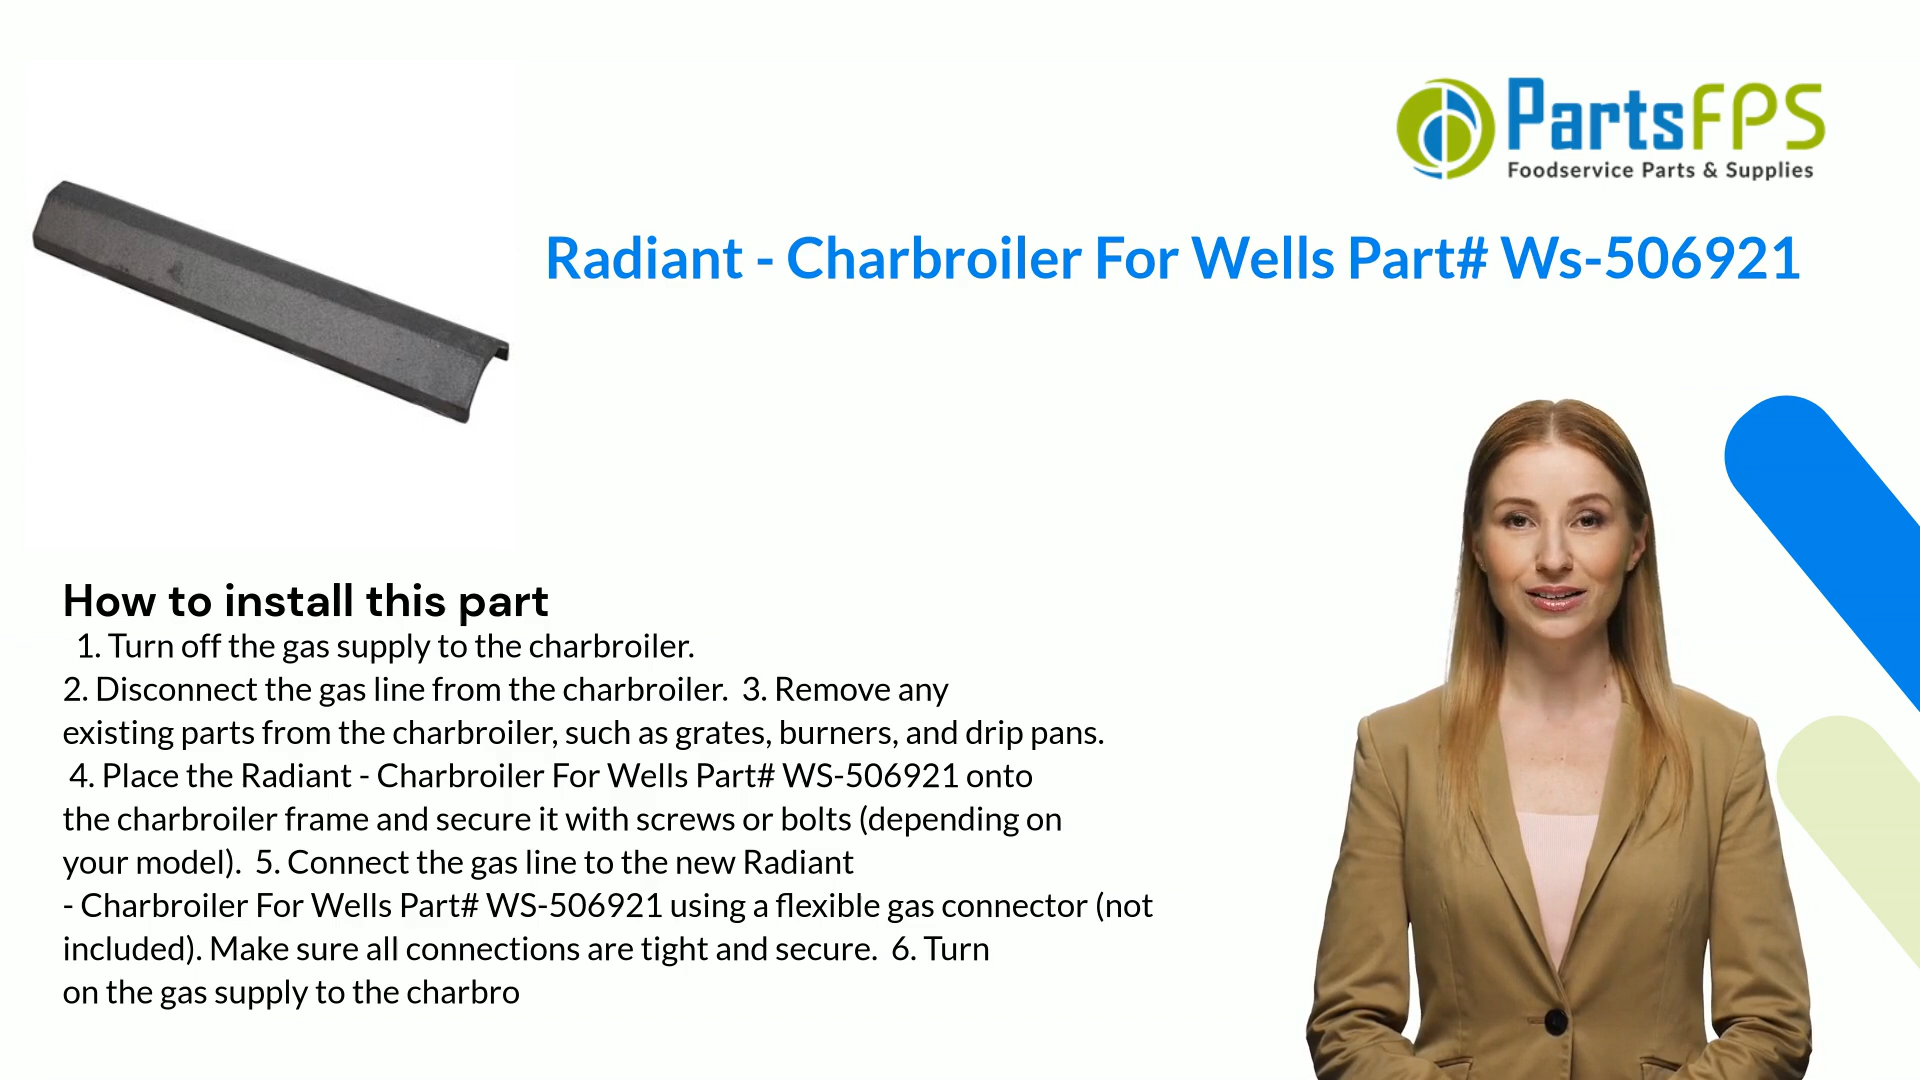 PartsFPS
Foodservice Parts & Supplies
Radiant - Charbroiler For Wells Part# Ws-506921
How to install this part
1. Turn off the gas supply to the charbroiler.
2. Disconnect the gas line from the charbroiler.  3. Remove any
existing parts from the charbroiler, such as grates, burners, and drip pans.
4. Place the Radiant - Charbroiler For Wells Part# WS-506921 onto
the charbroiler frame and secure it with screws or bolts (depending on
your model).  5. Connect the gas line to the new Radiant
- Charbroiler For Wells Part# WS-506921 using a flexible gas connector (not
included). Make sure all connections are tight and secure.  6. Turn
on the gas supply to the charbro